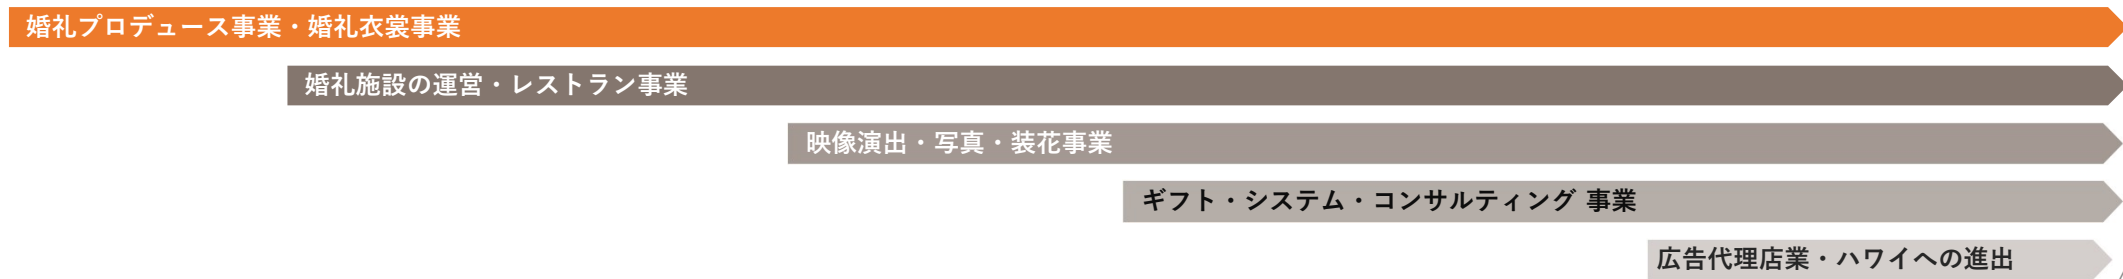 婚礼プロデュース事業・婚礼衣裳事業
婚礼施設の運営・レストラン事業
映像演出・写真・装花事業
ギフト・システム・コンサルティング 事業
広告代理店業・ハワイへの進出